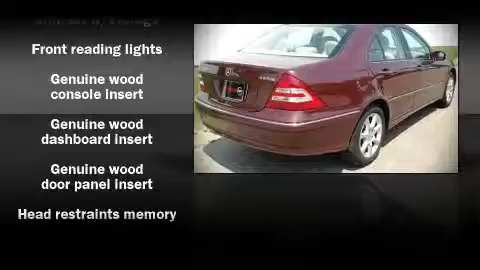 Front reading lights
Genuine wood
console insert
Genuine wood
dashboard insert
Genuine wood
door panel insert
Head restraints memory